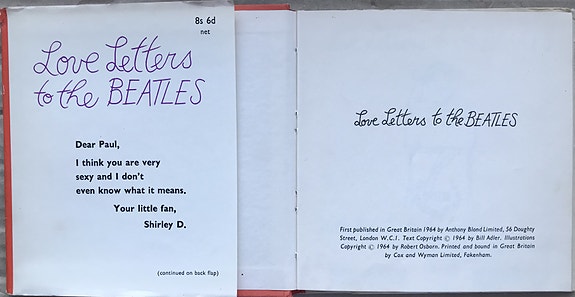 8s 6d
net
Love Letters
to the BEATLES
Dear Paul,
I think you are very
sexy and I don't
even know what it means.
Your little fan,
Shirley D.
(continued on back flap)
Love Letters to the BEATLES
First published in Great Britain 1964 by Anthony Blond Limited, 56 Doughty
Street, London W.C.1. Text Copyright © 1964 by Bill Adler. Illustrations
Copyright © 1964 by Robert Osborn. Printed and bound in Great Britain
by Cox and Wyman Limited, Fakenham.